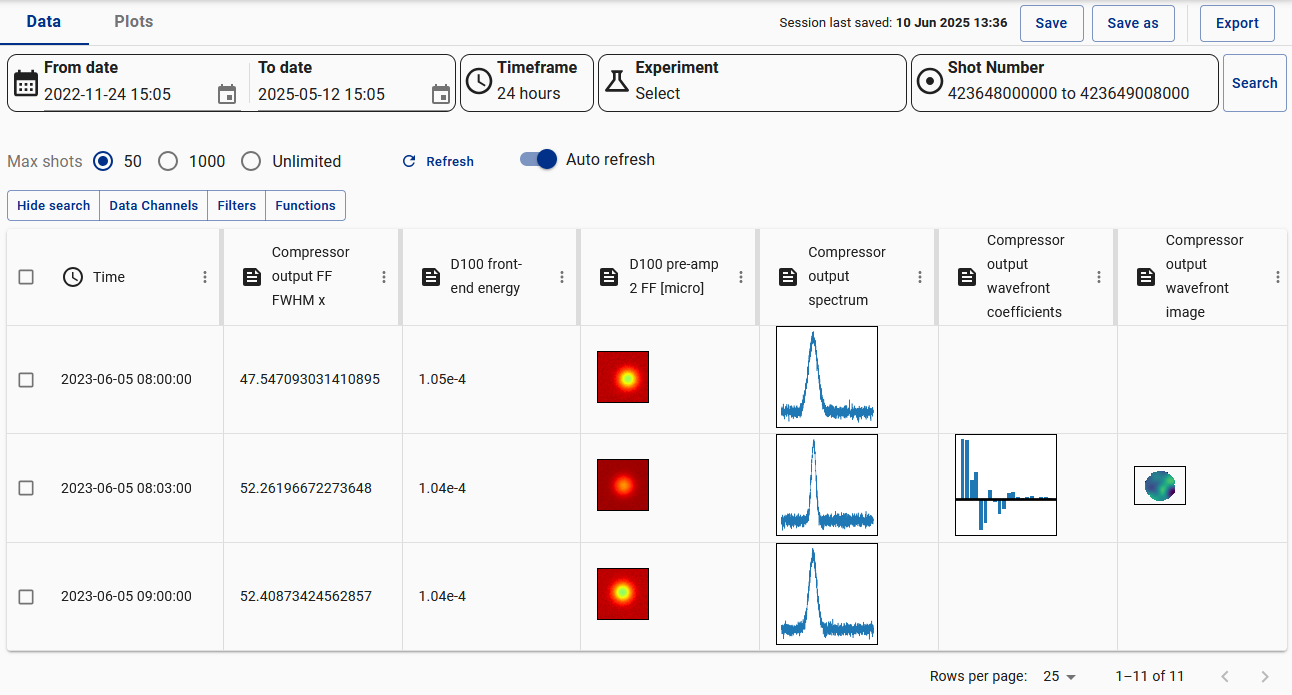 Data
Plots
Session last saved: 10 Jun 2025 13:36
Save
Save as
Export
From date
2022-11-24 15:05
To date
2025-05-12 15:05
Timeframe
24 hours
Experiment
Select
Shot Number
423648000000 to 423649008000
Search
Max shots
50
1000
Unlimited
Refresh
Auto refresh
Hide search
Data Channels
Filters
Functions
Time
Compressor
output FF
FWHM x
D100 front-
end energy
D100 pre-amp
2 FF [micro]
Compressor
output
spectrum
Compressor
output
wavefront
coefficients
Compressor
output
wavefront
image
2023-06-05 08:00:00
47.547093031410895
1.05e-4
2023-06-05 08:03:00
52.26196672273648
1.04e-4
2023-06-05 09:00:00
52.40873424562857
1.04e-4
Rows per page:
25
1–11 of 11